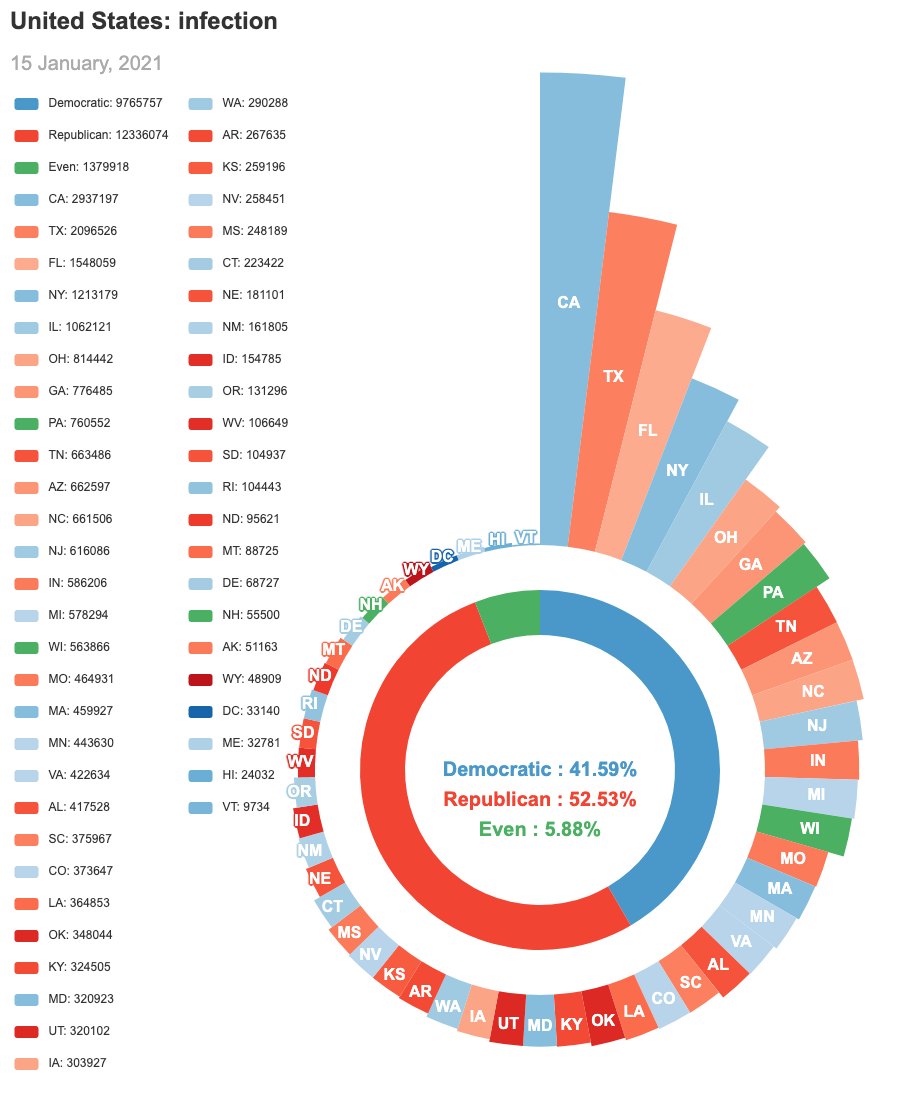 United States: infection
15 January, 2021
Democratic: 9765757
Republican: 12336074
Even: 1379918
CA: 2937197
TX: 2096526
FL: 1548059
NY: 1213179
IL: 1062121
OH: 814442
GA: 776485
PA: 760552
TN: 663486
AZ: 662597
NC: 661506
NJ: 616086
IN: 586206
MI: 578294
WI: 563866
MO: 464931
MA: 459927
MN: 443630
VA: 422634
AL: 417528
SC: 375967
CO: 373647
LA: 364853
OK: 348044
KY: 324505
MD: 320923
UT: 320102
IA: 303927
WA: 290288
AR: 267635
KS: 259196
NV: 258451
MS: 248189
CT: 223422
NE: 181101
NM: 161805
ID: 154785
OR: 131296
WV: 106649
SD: 104937
RI: 104443
ND: 95621
MT: 88725
DE: 68727
NH: 55500
AK: 51163
WY: 48909
DC: 33140
ME: 32781
HI: 24032
VT: 9734
CA
TX
FL
NY
IL
OH
GA
PA
TN
AZ
NC
NJ
IN
MI
WI
MO
MA
MN
VA
AL
SC
CO
LA
OK
KY
MD
UT
IA
WA
AR
KS
NV
MS
CT
NE
NM
ID
OR
WV
SD
RI
ND
MT
DE
NH
AK
WY
DC
ME
HI
VT
Democratic : 41.59%
Republican : 52.53%
Even : 5.88%